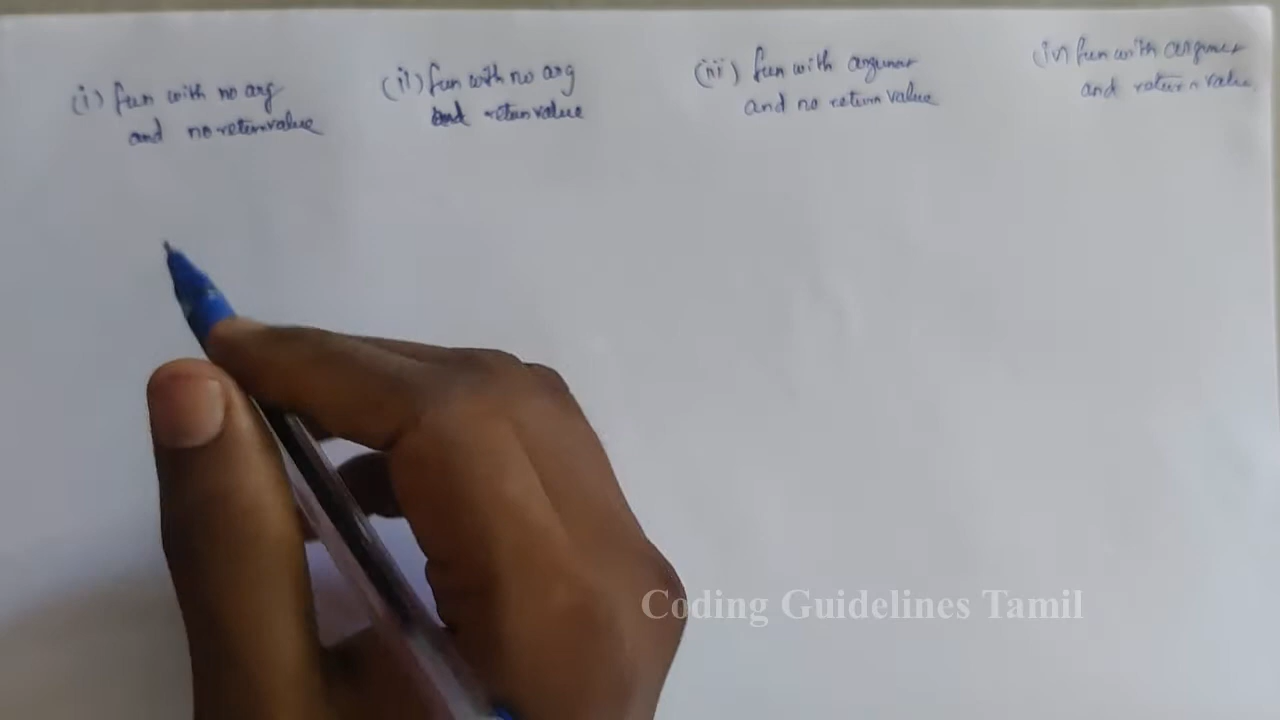 (i) fun with no arg
and no return value
(ii) fun with no arg
and return value
(iii) fun with argument
and no return value
(iv) fun with argument
and return value
Coding Guidelines Tamil